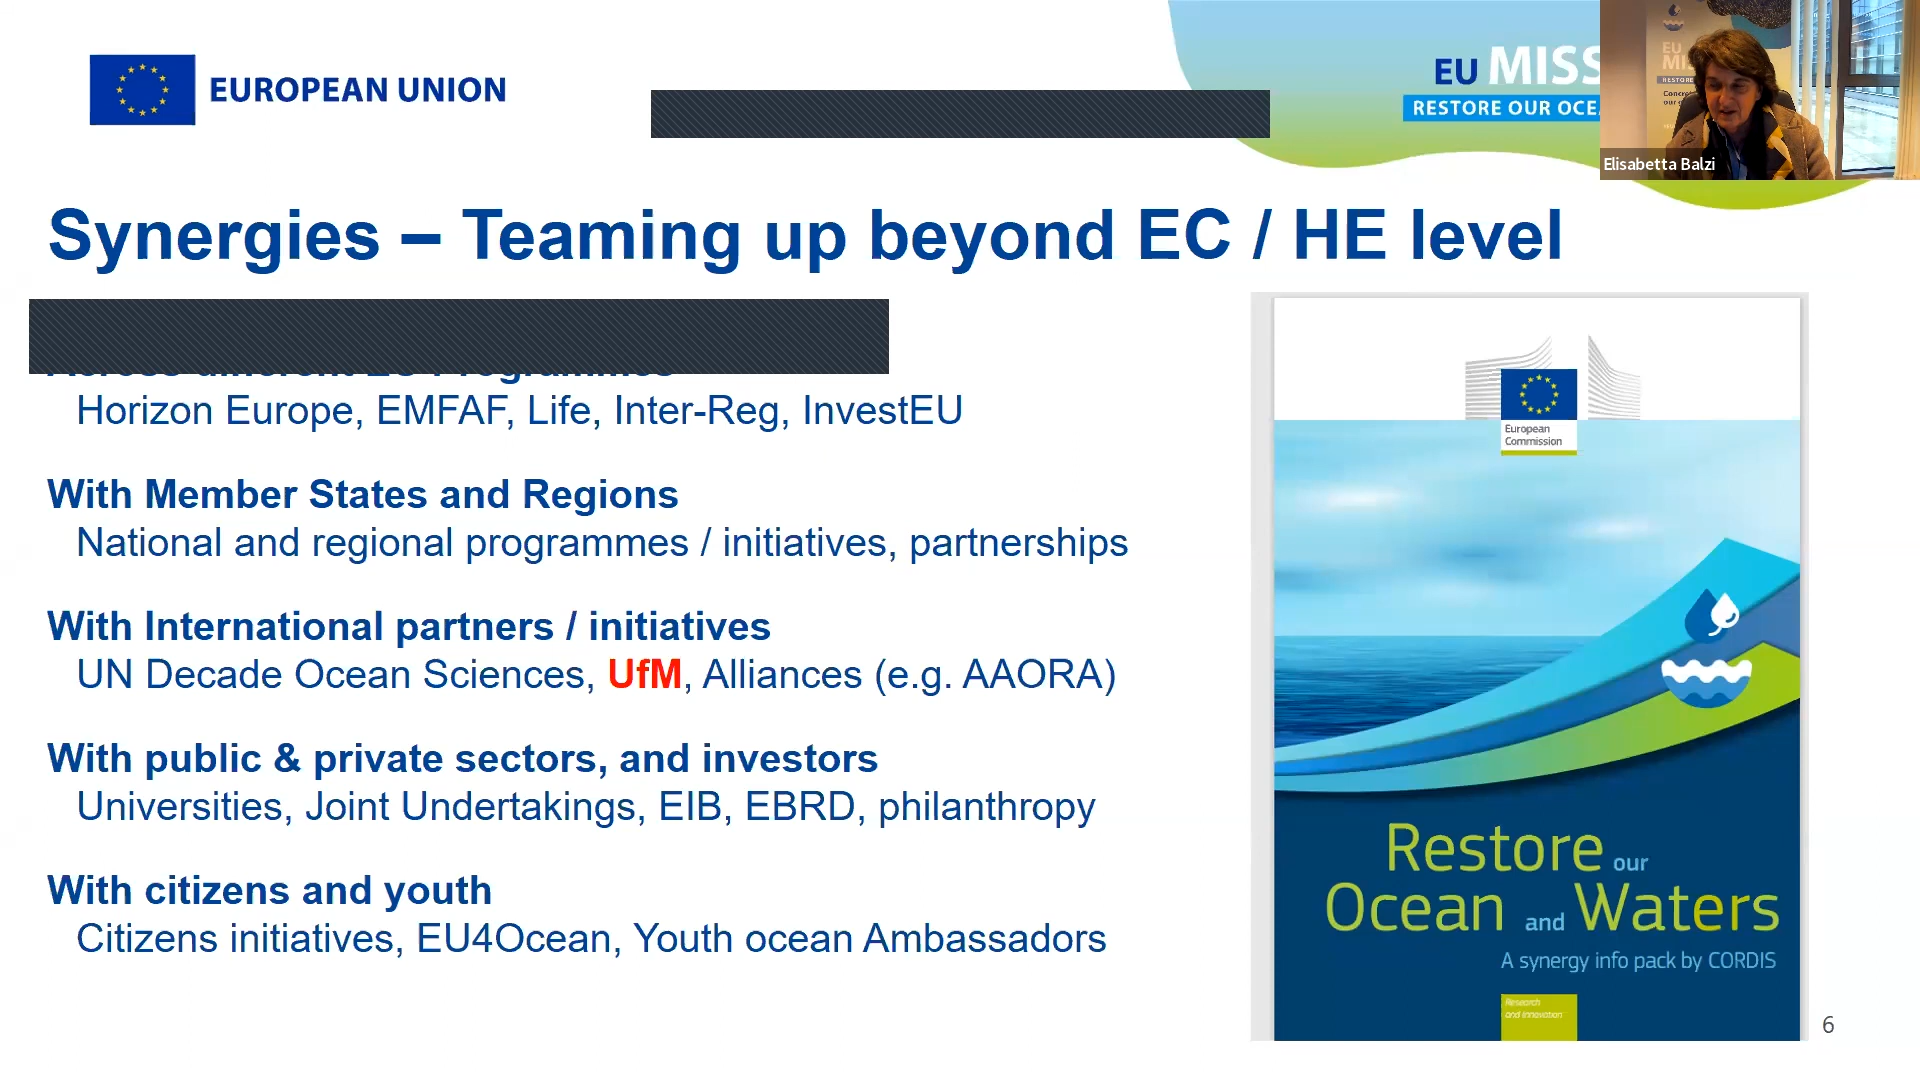 EUROPEAN UNION
EU MISS
RESTORE OUR OCE
Elisabetta Balzi
Synergies – Teaming up beyond EC / HE level
Horizon Europe, EMFAF, Life, Inter-Reg, InvestEU
With Member States and Regions
National and regional programmes / initiatives, partnerships
With International partners / initiatives
UN Decade Ocean Sciences, UfM, Alliances (e.g. AAORA)
With public & private sectors, and investors
Universities, Joint Undertakings, EIB, EBRD, philanthropy
With citizens and youth
Citizens initiatives, EU4Ocean, Youth ocean Ambassadors
European
Commission
Restore our
Ocean and Waters
A synergy info pack by CORDIS
Research
and Innovation
6